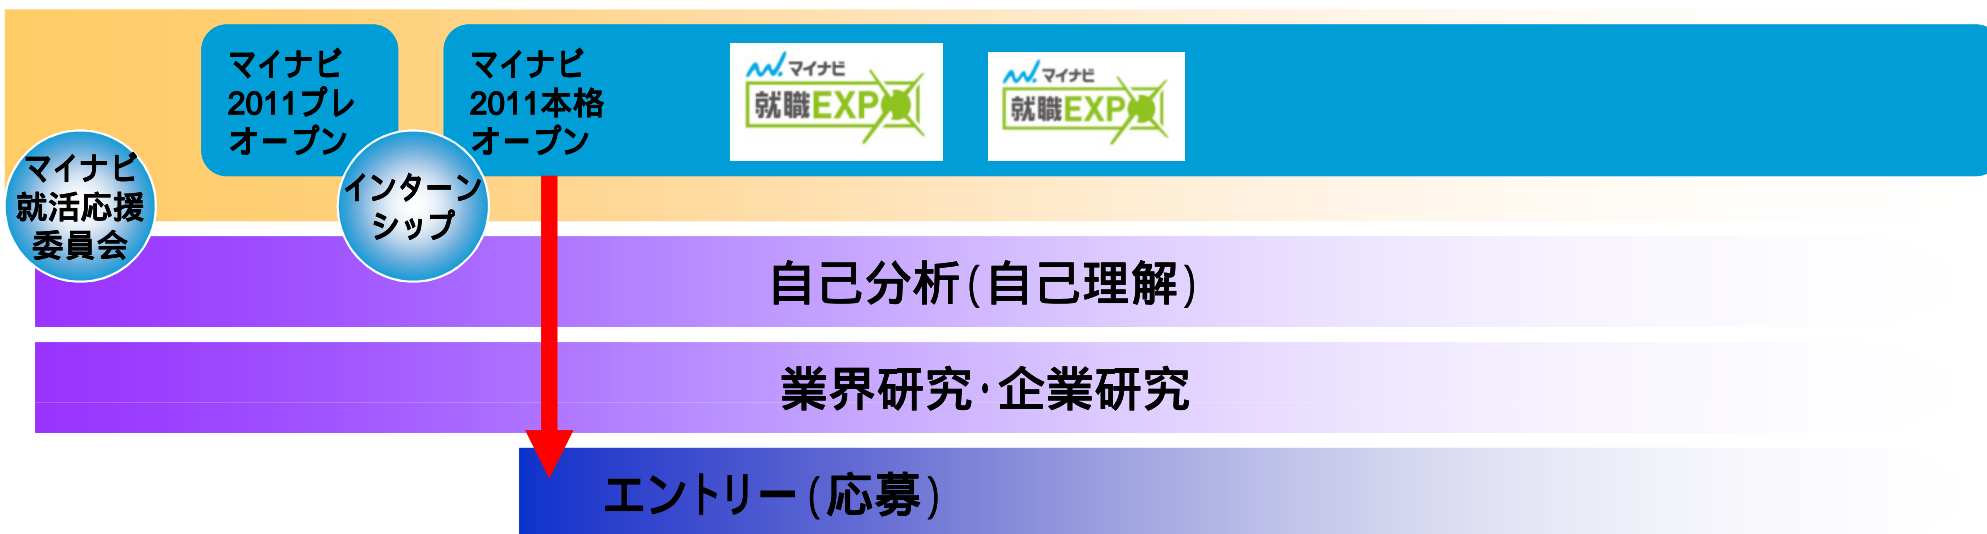 マイナビ
2011プレ
オープン
マイナビ
2011本格
オープン
マイナビ
就職EXPO
マイナビ
就職EXPO
マイナビ
就活応援
委員会
インターン
シップ
自己分析(自己理解)
業界研究・企業研究
エントリー(応募)